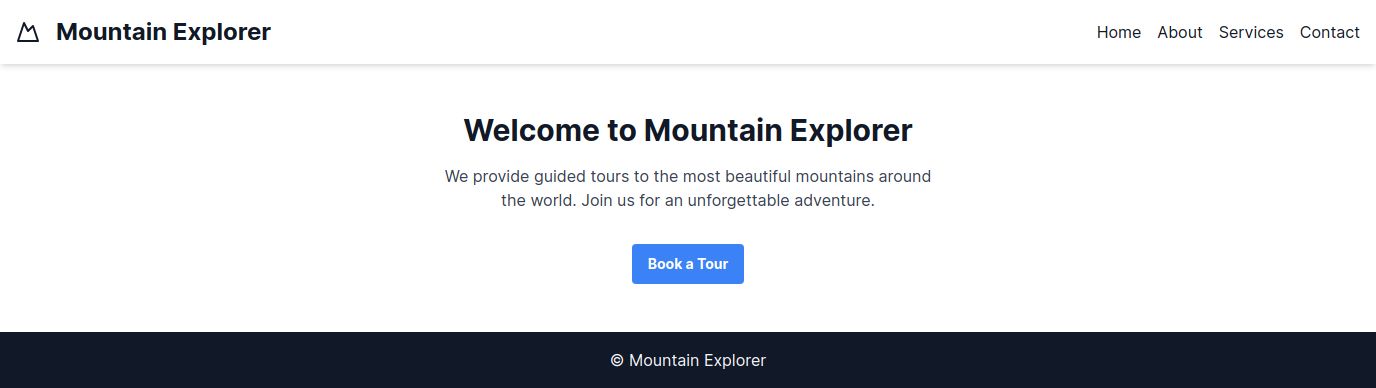 Mountain Explorer
Home About Services Contact
Welcome to Mountain Explorer
We provide guided tours to the most beautiful mountains around
the world. Join us for an unforgettable adventure.
Book a Tour
© Mountain Explorer